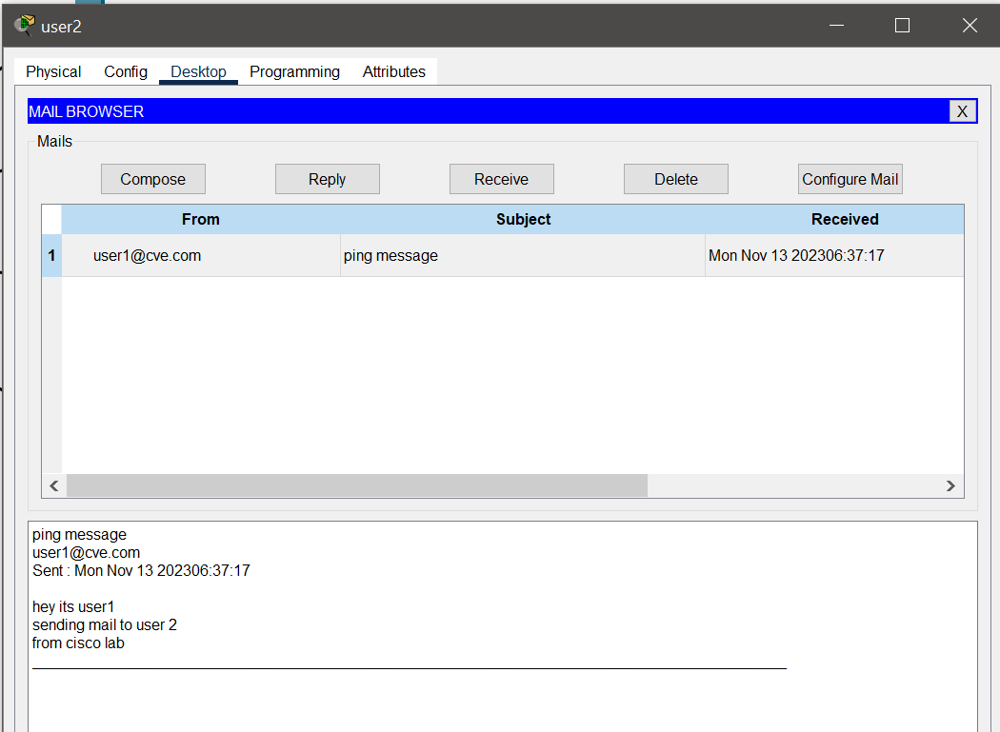 user2
Physical Config Desktop Programming Attributes
MAIL BROWSER X
Mails
Compose Reply Receive Delete Configure Mail
From Subject Received
1 user1@cve.com ping message Mon Nov 13 202306:37:17
ping message
user1@cve.com
Sent : Mon Nov 13 202306:37:17
hey its user1
sending mail to user 2
from cisco lab